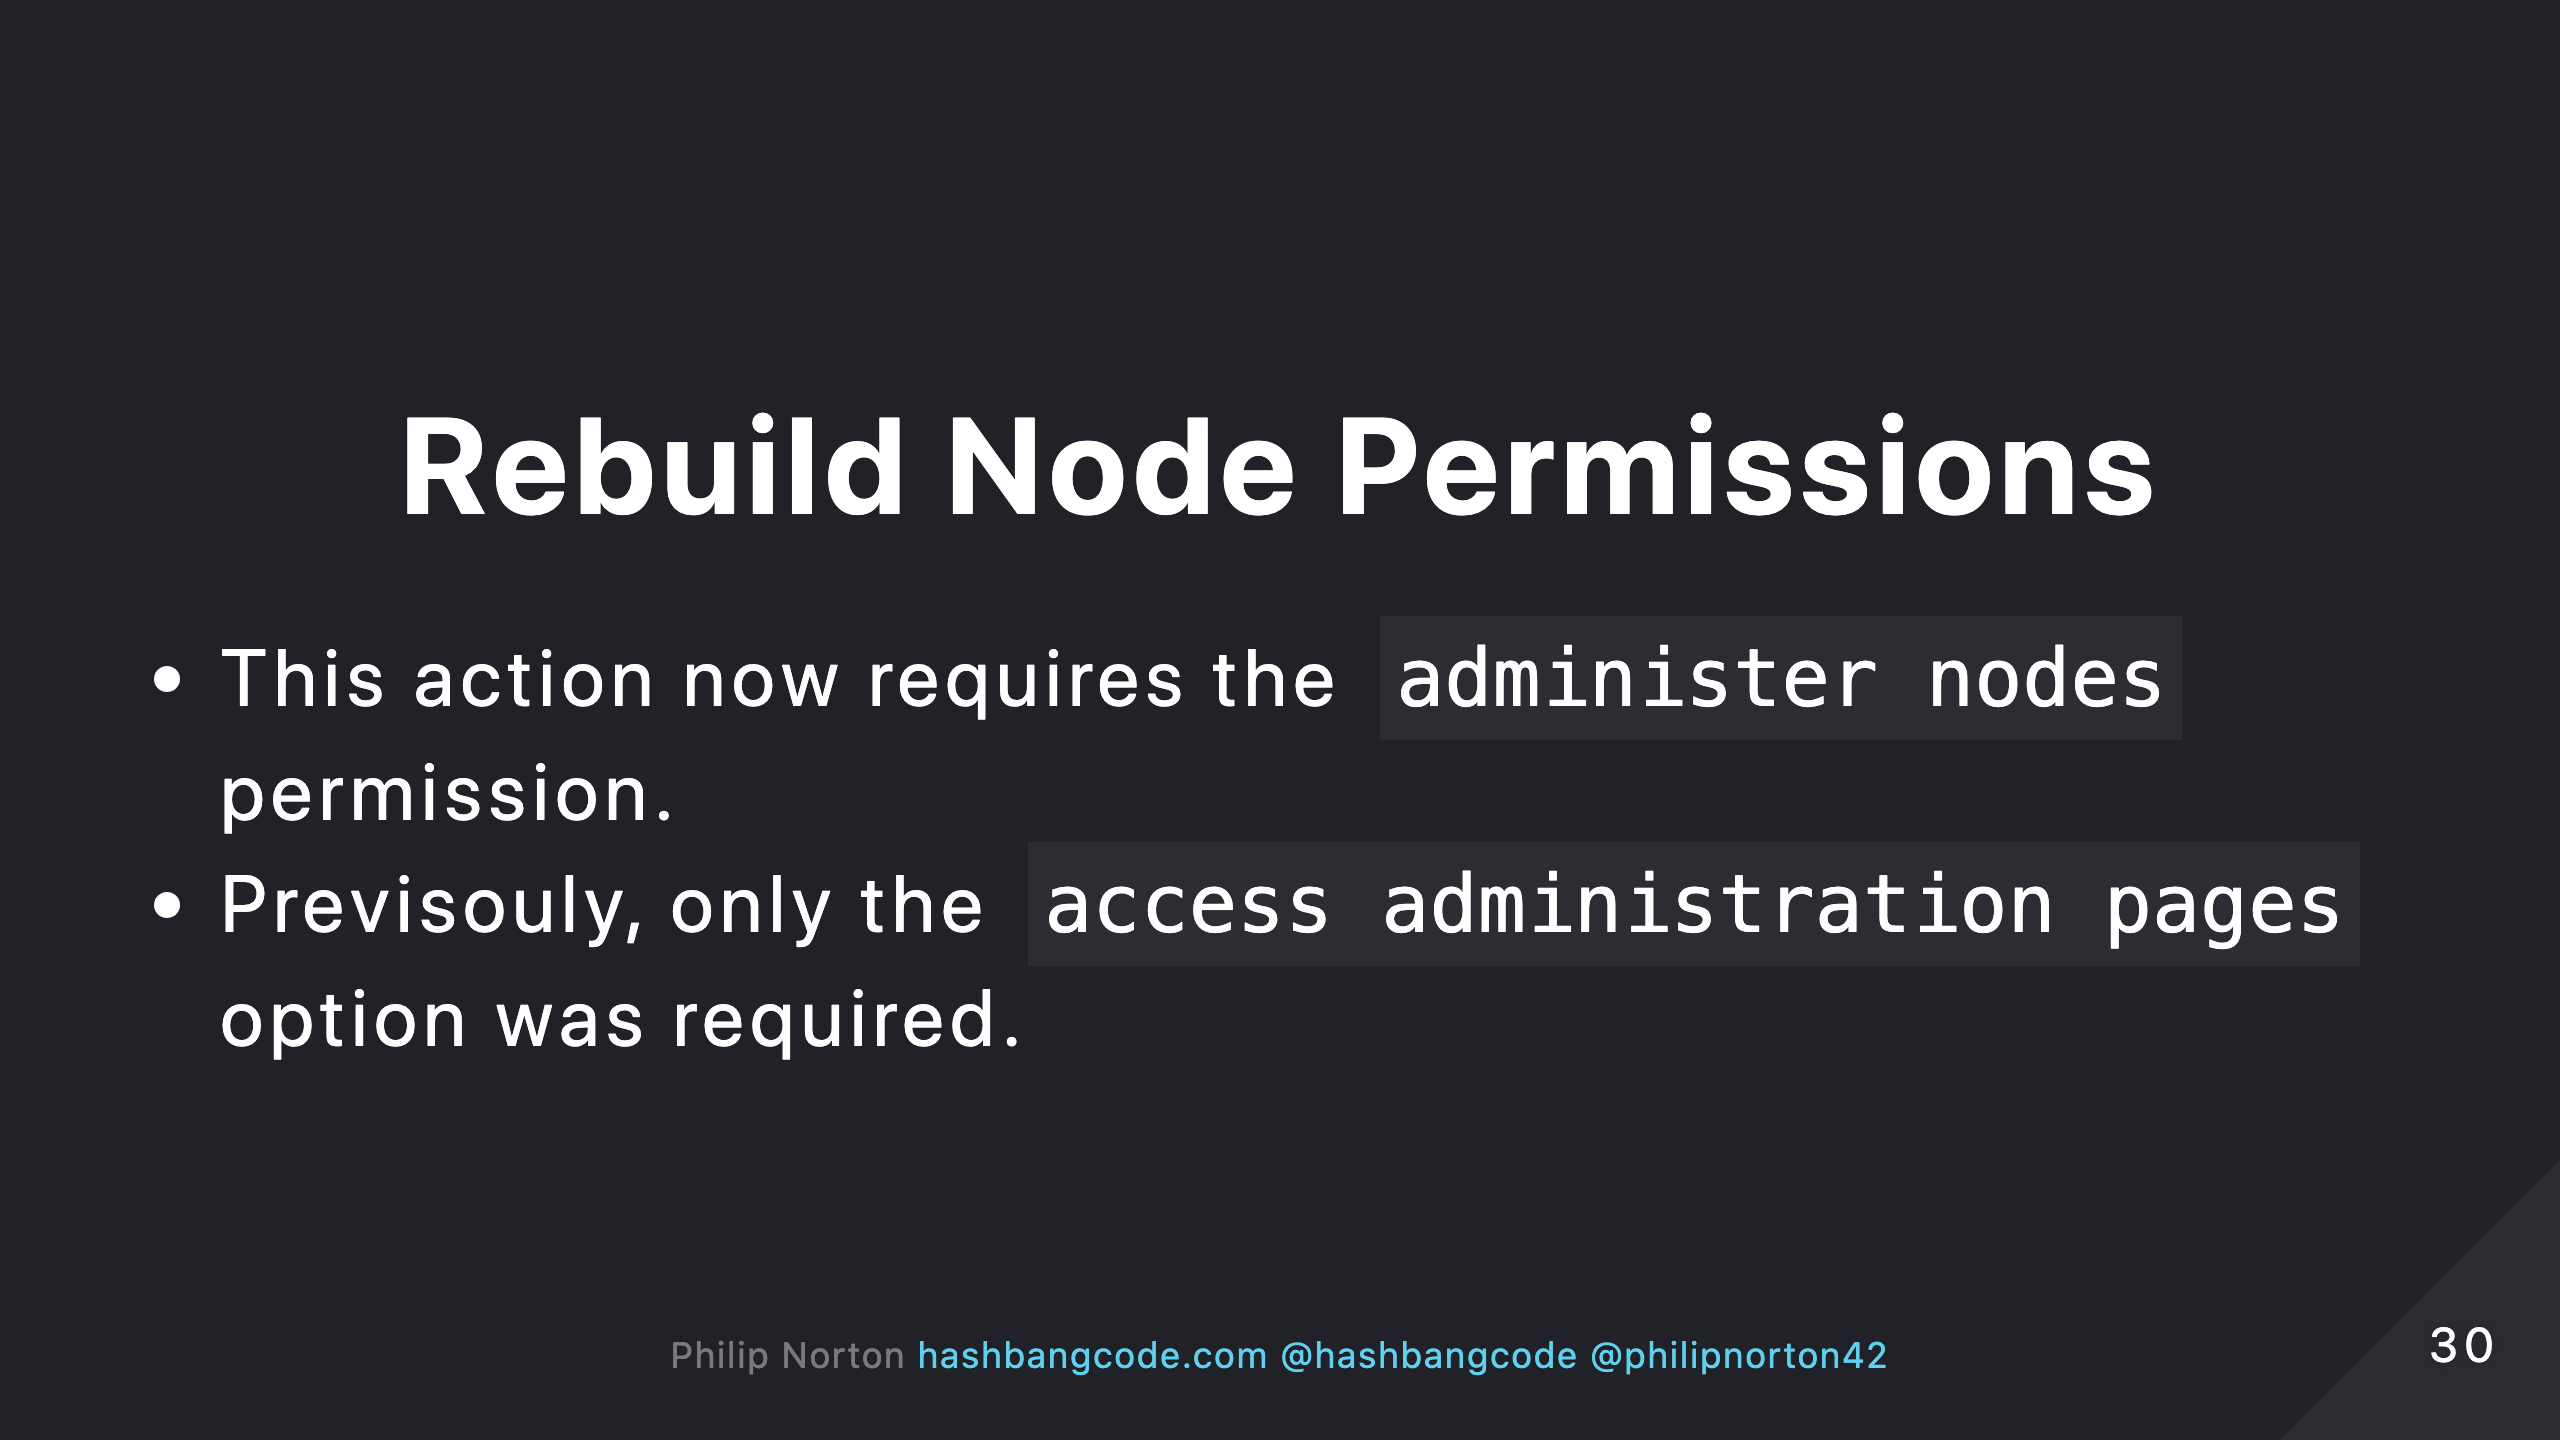 Rebuild Node Permissions
• This action now requires the administer nodes
permission.
• Previsouly, only the access administration pages
option was required.
Philip Norton hashbangcode.com @hashbangcode @philipnorton42
30